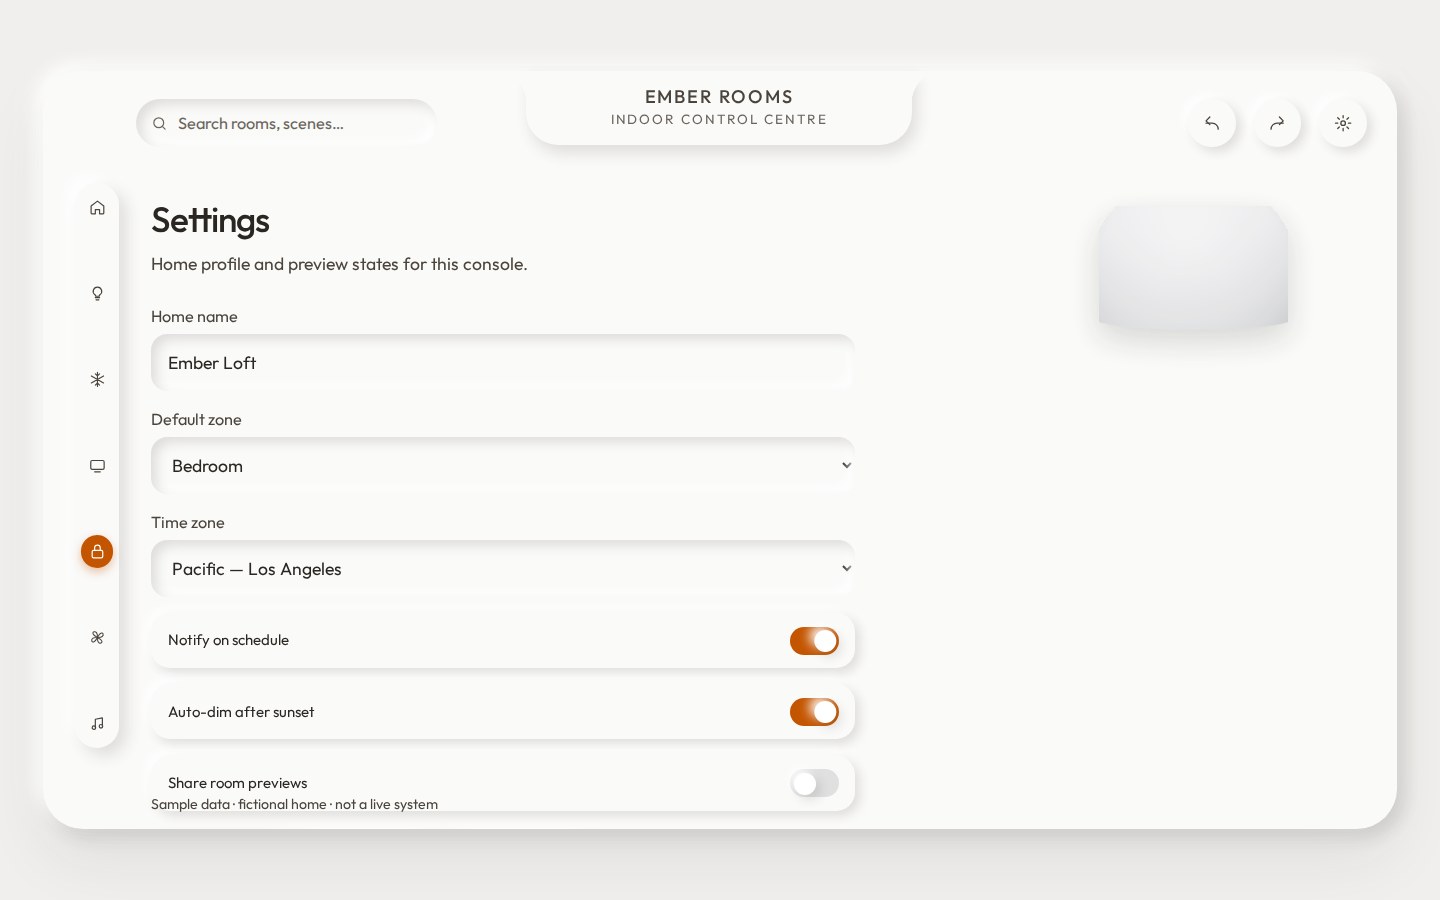 Search rooms, scenes...
EMBER ROOMS
INDOOR CONTROL CENTRE
Settings
Home profile and preview states for this console.
Home name
Ember Loft
Default zone
Bedroom
Time zone
Pacific — Los Angeles
Notify on schedule
Auto-dim after sunset
Share room previews
Sample data · fictional home · not a live system